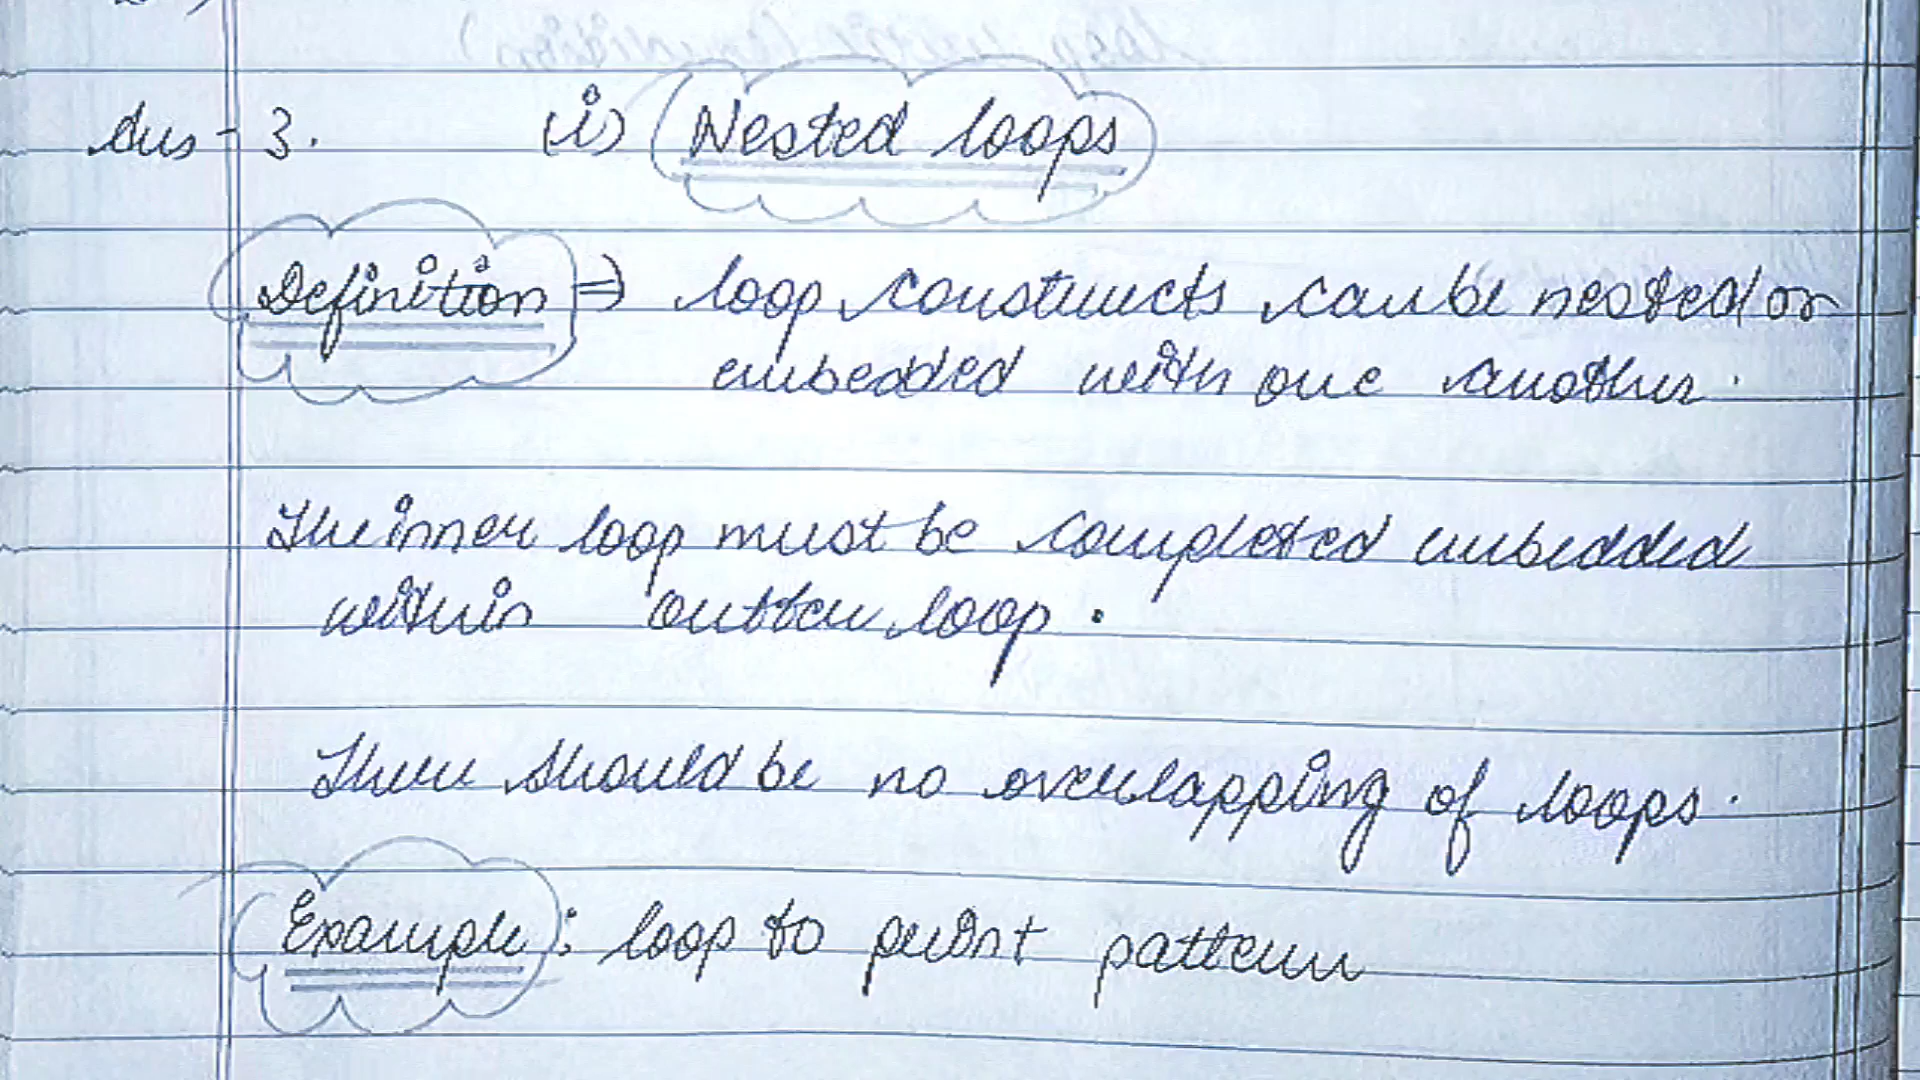 Ans - 3. (i) Nested loops
Definition ⇒ loop constructs can be nested or
embedded with one another.
The inner loop must be completed embedded
within outter loop.
There should be no overlapping of loops.
Example : loop to print pattern